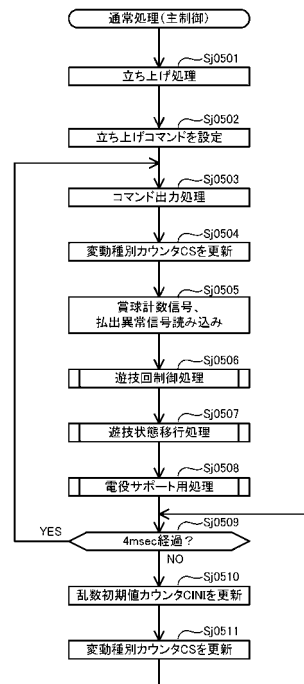 通常処理(主制御)
Sj0501
立ち上げ処理
Sj0502
立ち上げコマンドを設定
Sj0503
コマンド出力処理
Sj0504
変動種別カウンタCSを更新
Sj0505
賞球計数信号、
払出異常信号読み込み
Sj0506
遊技回制御処理
Sj0507
遊技状態移行処理
Sj0508
電役サポート用処理
Sj0509
YES
4msec経過?
NO
Sj0510
乱数初期値カウンタCINIを更新
Sj0511
変動種別カウンタCSを更新